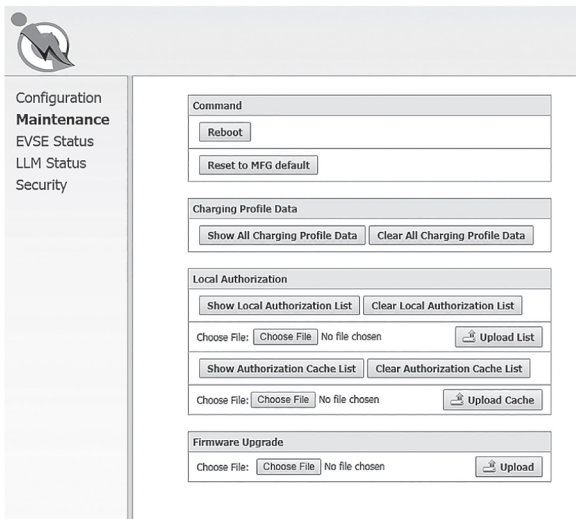 Configuration
Maintenance
EVSE Status
LLM Status
Security
Command
Reboot
Reset to MFG default
Charging Profile Data
Show All Charging Profile Data Clear All Charging Profile Data
Local Authorization
Show Local Authorization List Clear Local Authorization List
Choose File: Choose File No file chosen Upload List
Show Authorization Cache List Clear Authorization Cache List
Choose File: Choose File No file chosen Upload Cache
Firmware Upgrade
Choose File: Choose File No file chosen Upload